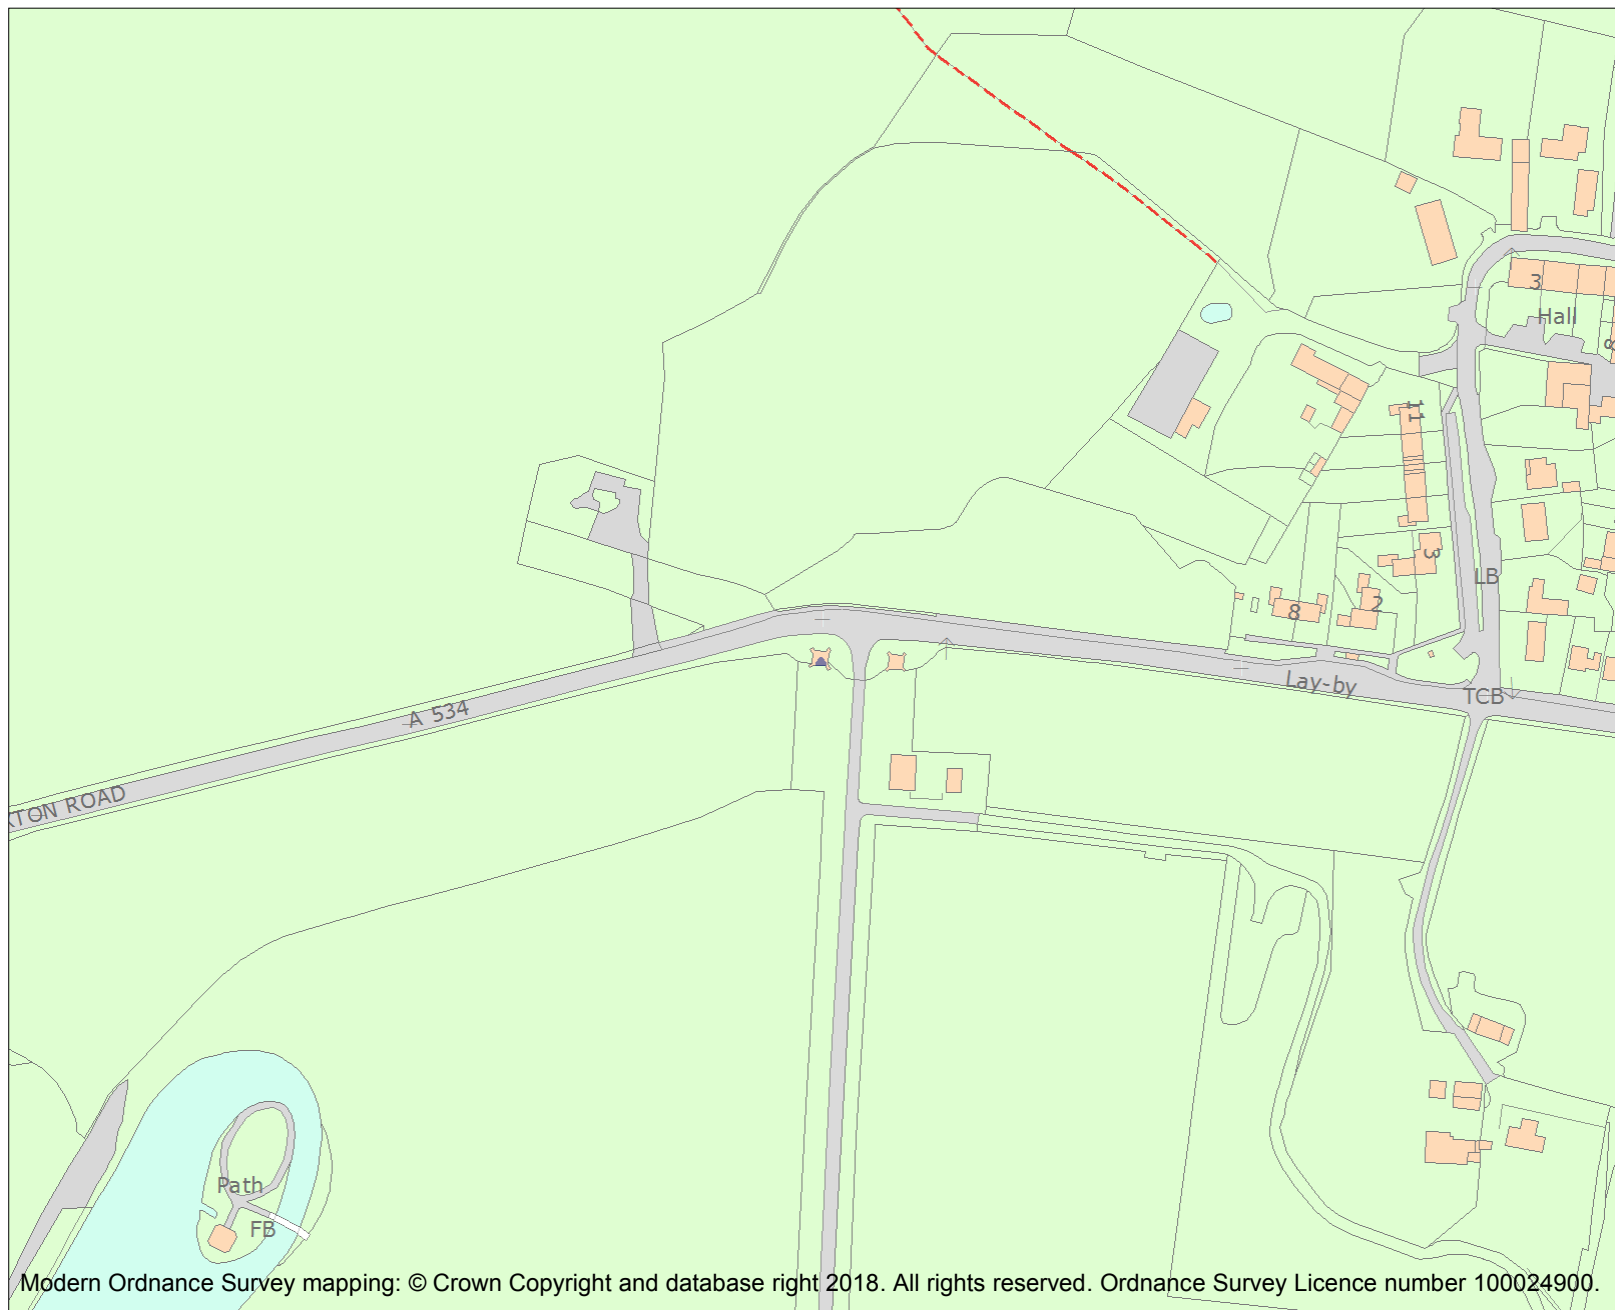 3
Hall
8
11
3
LB
2
8
Lay-by
TCB
A 534
TON ROAD
Path
FB
Modern Ordnance Survey mapping: © Crown Copyright and database right 2018. All rights reserved. Ordnance Survey Licence number 100024900.